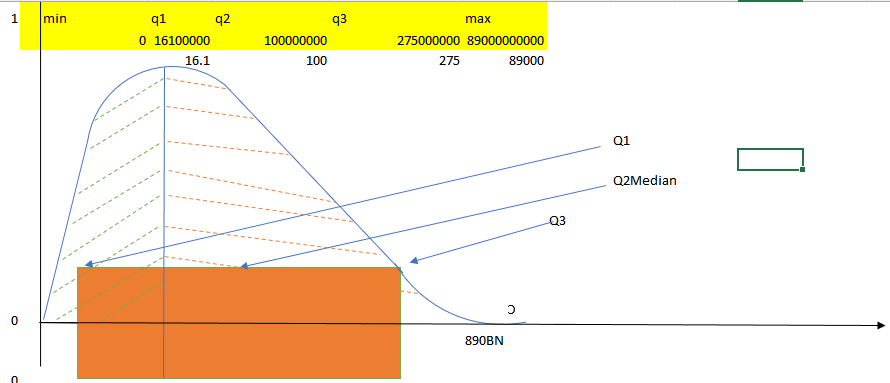 1 min q1 q2 q3 max
0 16100000 100000000 275000000 89000000000
16.1 100 275 89000
Q1
Q2Median
Q3
0
890BN
0